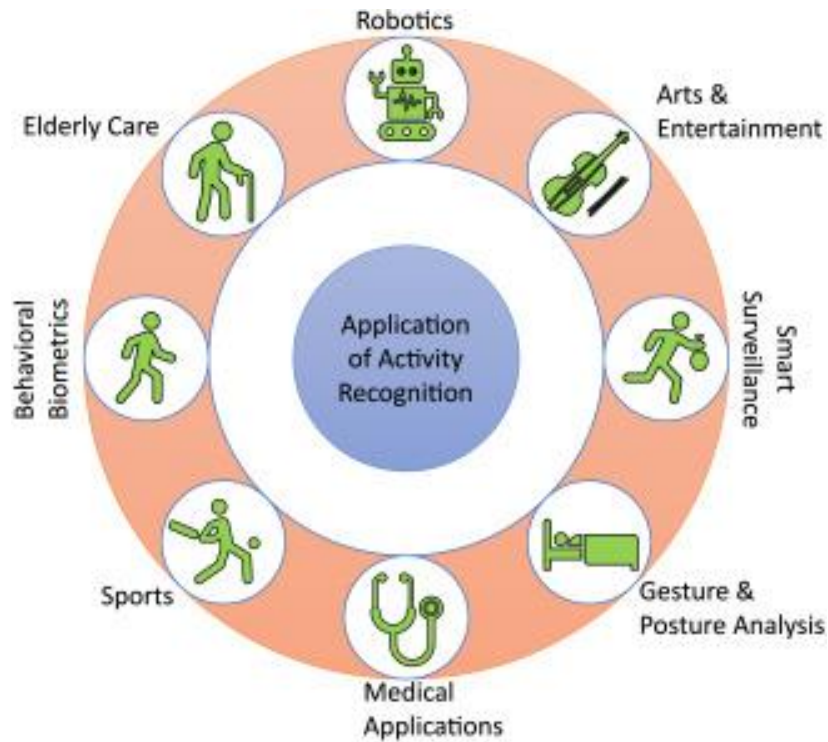 Robotics
Arts &
Entertainment
Smart
Surveillance
Gesture &
Posture Analysis
Medical
Applications
Sports
Behavioral
Biometrics
Elderly Care
Application
of Activity
Recognition